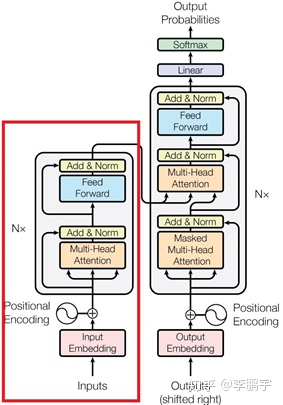 Output
Probabilities
Softmax
Linear
Add & Norm
Feed
Forward
Add & Norm
Multi-Head
Attention
Add & Norm
Masked
Multi-Head
Attention
N×
Positional
Encoding
Output
Embedding
Outputs
(shifted right)
Add & Norm
Feed
Forward
Add & Norm
Multi-Head
Attention
N×
Positional
Encoding
Input
Embedding
Inputs
知乎 @李鹏宇